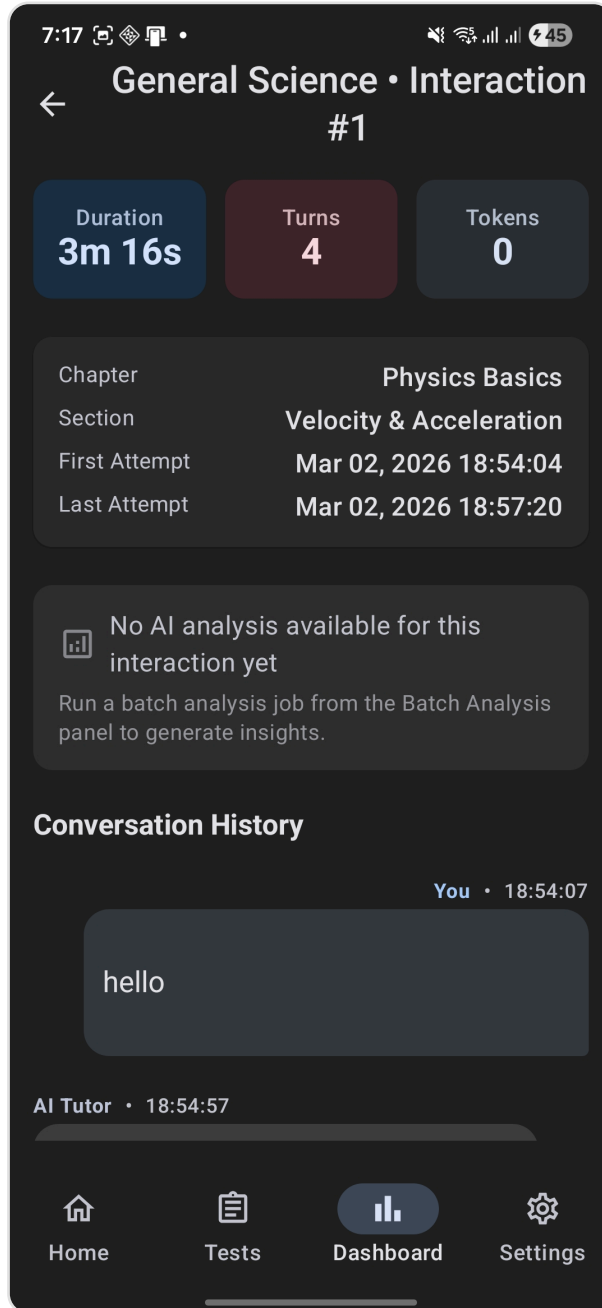 7:17
45
General Science • Interaction
#1
Duration
3m 16s
Turns
4
Tokens
0
Chapter
Physics Basics
Section
Velocity & Acceleration
First Attempt
Mar 02, 2026 18:54:04
Last Attempt
Mar 02, 2026 18:57:20
No AI analysis available for this
interaction yet
Run a batch analysis job from the Batch Analysis
panel to generate insights.
Conversation History
You • 18:54:07
hello
AI Tutor • 18:54:57
Home
Tests
Dashboard
Settings